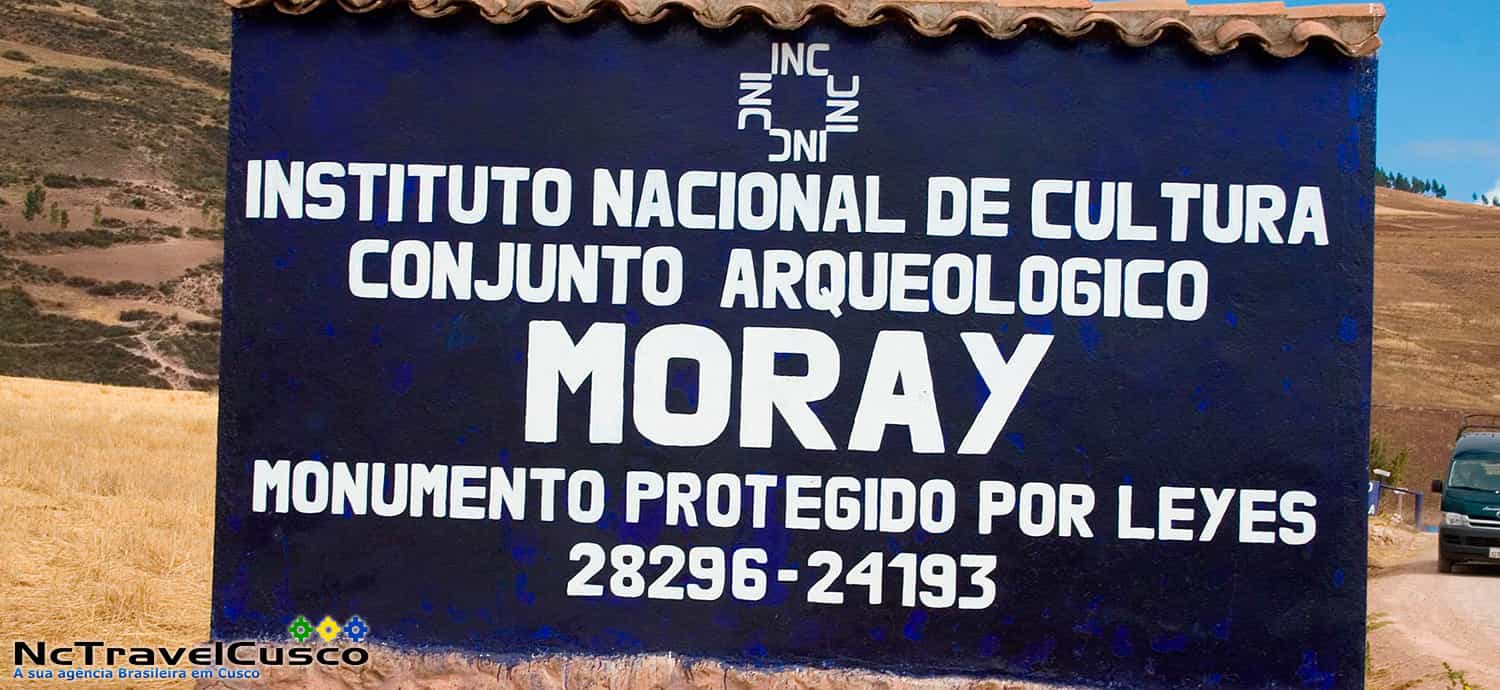 INC
INC
INC
INC
INSTITUTO NACIONAL DE CULTURA
CONJUNTO ARQUEOLOGICO
MORAY
MONUMENTO PROTEGIDO POR LEYES
28296-24193
NcTravelCusco
A sua agência Brasileira em Cusco